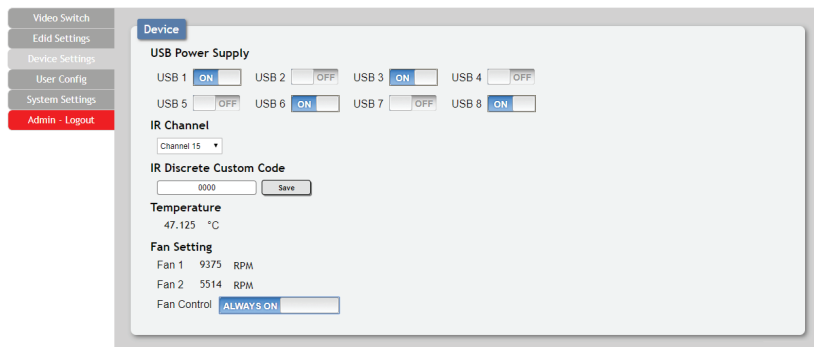 Video Switch
Edid Settings
Device Settings
User Config
System Settings
Admin - Logout
Device
USB Power Supply
USB 1 ON USB 2 OFF USB 3 ON USB 4 OFF
USB 5 OFF USB 6 ON USB 7 OFF USB 8 ON
IR Channel
Channel 15
IR Discrete Custom Code
0000 Save
Temperature
47.125 °C
Fan Setting
Fan 1 9375 RPM
Fan 2 5514 RPM
Fan Control ALWAYS ON